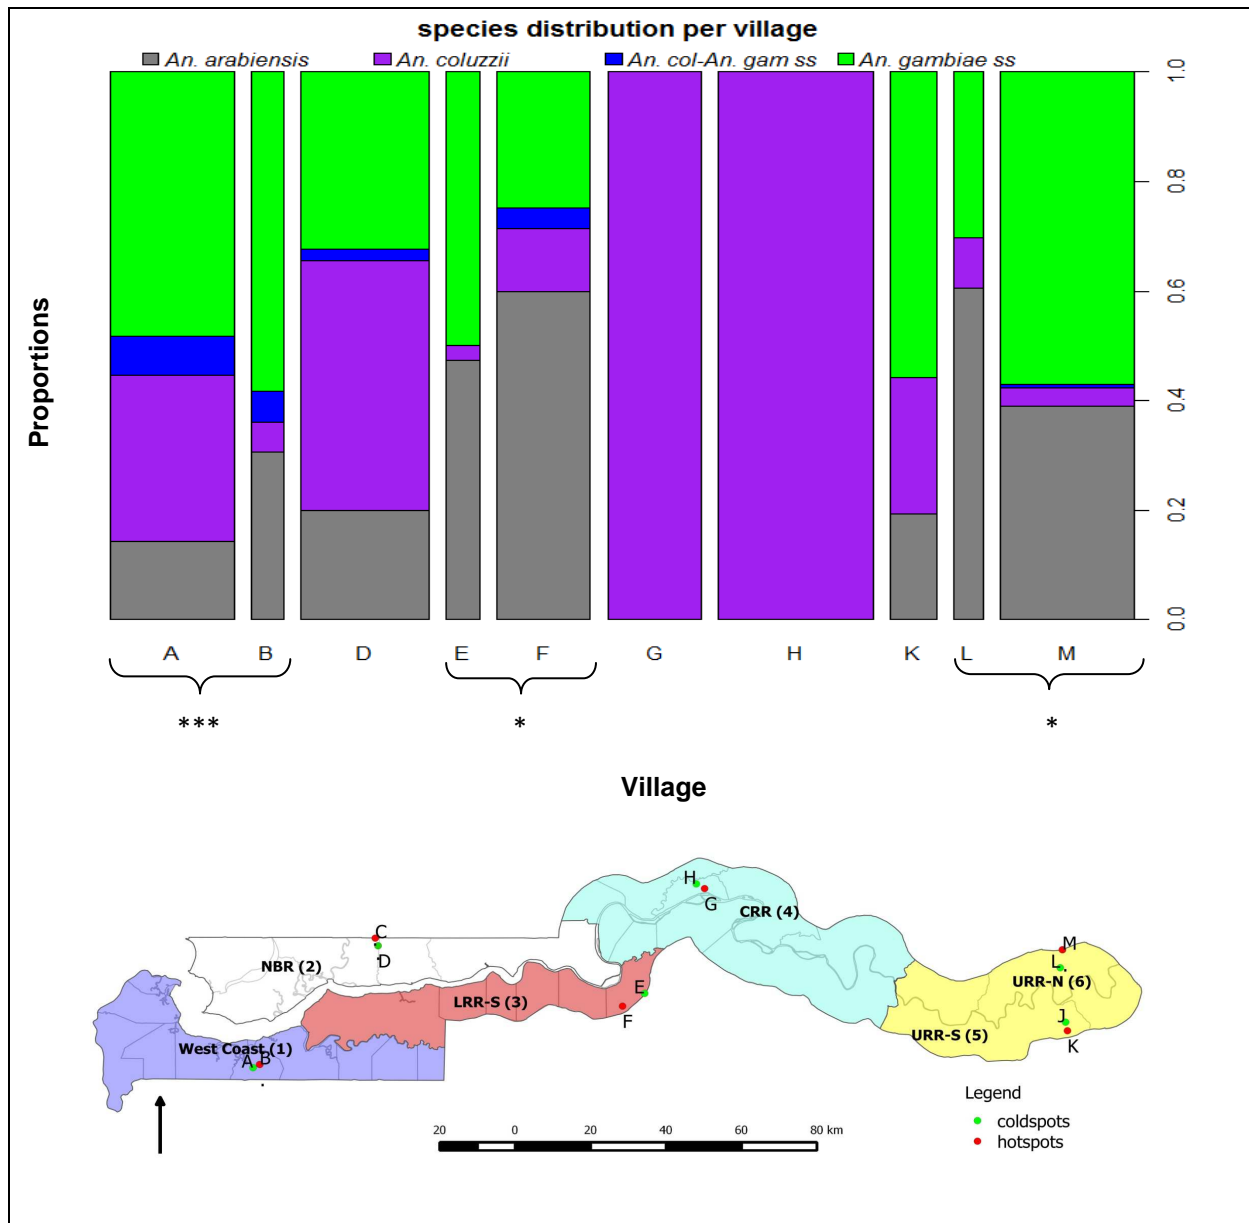 species distribution per village
An. arabiensis An. coluzzii An. col-An. gam ss An. gambiae ss
Proportions
1.0
0.8
0.6
0.4
0.2
0.0
A B D E F G H K L M
*** * *
Village
H
G
CRR (4)
C
D
NBR (2)
M
L
URR-N (6)
E
LRR-S (3)
F
J
URR-S (5)
K
West Coast (1)
A B
Legend
coldspots
hotspots
20 0 20 40 60 80 km